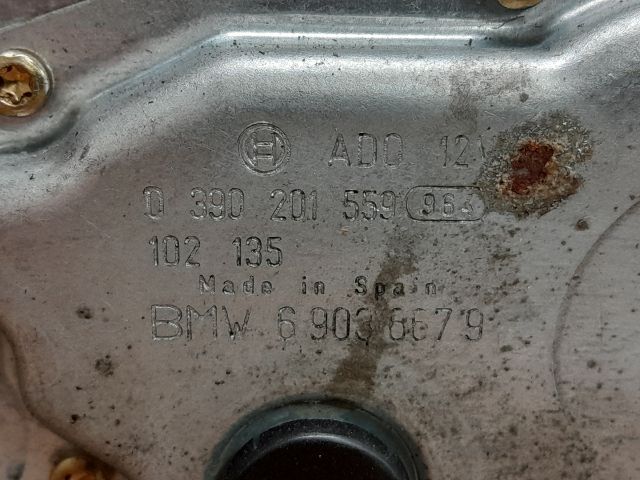 ADO 12V
0 390 201 559 963
102 135
Made in Spain
BMW 6 903 667 9